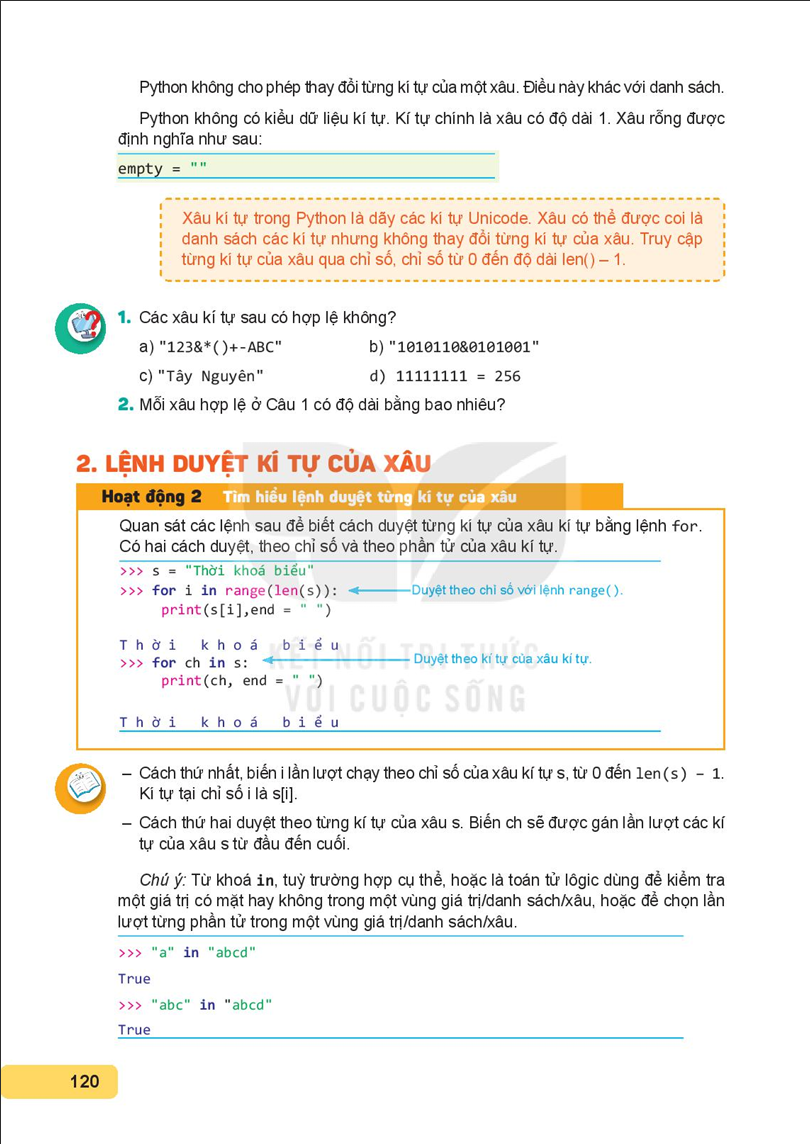 Python không cho phép thay đổi từng kí tự của một xâu. Điều này khác với danh sách.
Python không có kiểu dữ liệu kí tự. Kí tự chính là xâu có độ dài 1. Xâu rỗng được
định nghĩa như sau:
empty = ""
Xâu kí tự trong Python là dãy các kí tự Unicode. Xâu có thể được coi là
danh sách các kí tự nhưng không thay đổi từng kí tự của xâu. Truy cập
từng kí tự của xâu qua chỉ số, chỉ số từ 0 đến độ dài len() – 1.
1. Các xâu kí tự sau có hợp lệ không?
a) "123&*()+-ABC" b) "1010110&0101001"
c) "Tây Nguyên" d) 11111111 = 256
2. Mỗi xâu hợp lệ ở Câu 1 có độ dài bằng bao nhiêu?
2. LỆNH DUYỆT KÍ TỰ CỦA XÂU
Hoạt động 2 Tìm hiểu lệnh duyệt từng kí tự của xâu
Quan sát các lệnh sau để biết cách duyệt từng kí tự của xâu kí tự bằng lệnh for.
Có hai cách duyệt, theo chỉ số và theo phần tử của xâu kí tự.
>>> s = "Thời khoá biểu"
>>> for i in range(len(s)): Duyệt theo chỉ số với lệnh range().
print(s[i],end = " ")
T h ờ i   k h o á   b i ể u
>>> for ch in s: Duyệt theo kí tự của xâu kí tự.
print(ch, end = " ")
T h ờ i   k h o á   b i ể u
KẾT NỐI TRI THỨC
VỚI CUỘC SỐNG
– Cách thứ nhất, biến i lần lượt chạy theo chỉ số của xâu kí tự s, từ 0 đến len(s) – 1.
Kí tự tại chỉ số i là s[i].
– Cách thứ hai duyệt theo từng kí tự của xâu s. Biến ch sẽ được gán lần lượt các kí
tự của xâu s từ đầu đến cuối.
Chú ý: Từ khoá in, tuỳ trường hợp cụ thể, hoặc là toán tử lôgic dùng để kiểm tra
một giá trị có mặt hay không trong một vùng giá trị/danh sách/xâu, hoặc để chọn lần
lượt từng phần tử trong một vùng giá trị/danh sách/xâu.
>>> "a" in "abcd"
True
>>> "abc" in "abcd"
True
120